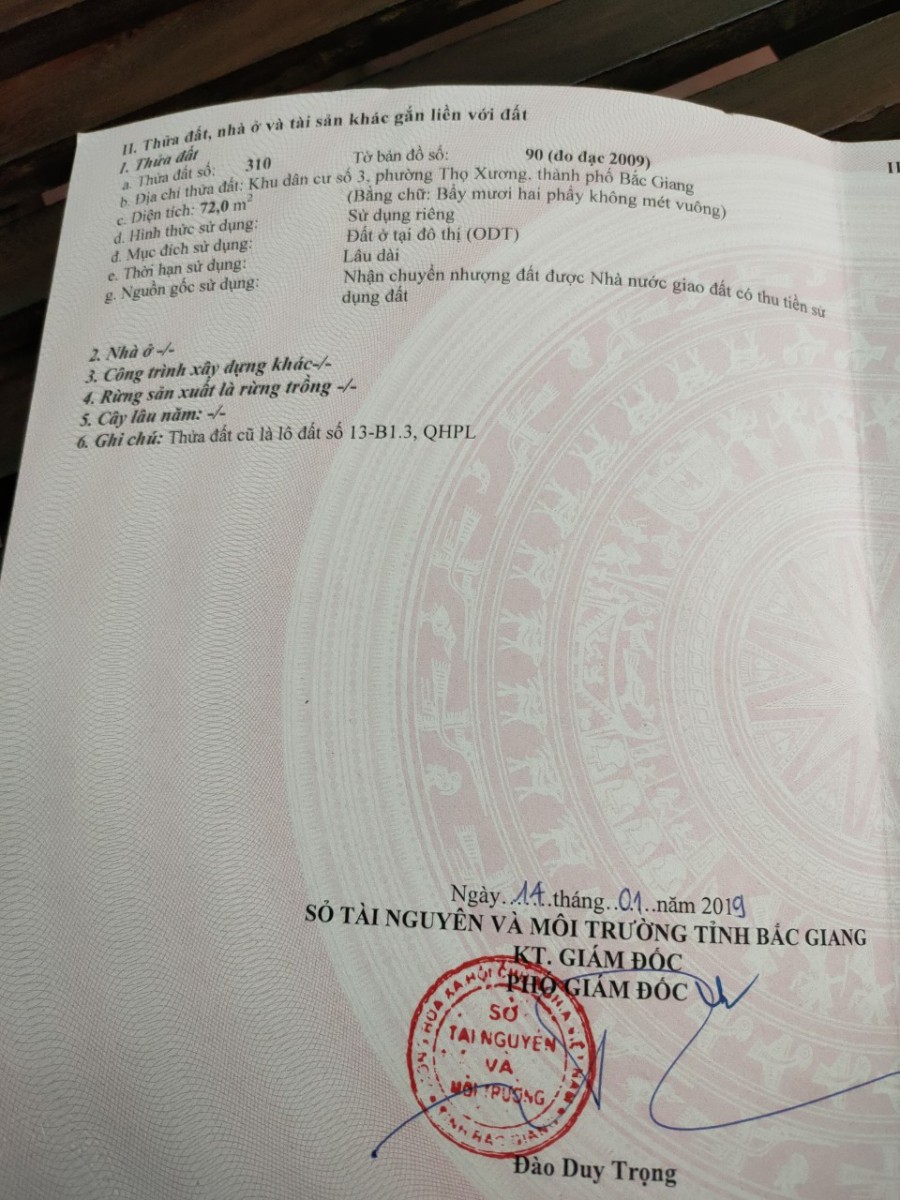 II. Thửa đất, nhà ở và tài sản khác gắn liền với đất
1. Thửa đất
a. Thửa đất số: 310 Tờ bản đồ số: 90 (đo đạc 2009)
b. Địa chỉ thửa đất: Khu dân cư số 3, phường Thọ Xương, thành phố Bắc Giang
c. Diện tích: 72,0 m² (Bằng chữ: Bẩy mươi hai phẩy không mét vuông)
d. Hình thức sử dụng: Sử dụng riêng
đ. Mục đích sử dụng: Đất ở tại đô thị (ODT)
e. Thời hạn sử dụng: Lâu dài
g. Nguồn gốc sử dụng: Nhận chuyển nhượng đất được Nhà nước giao đất có thu tiền sử
dụng đất
2. Nhà ở -/-
3. Công trình xây dựng khác-/-
4. Rừng sản xuất là rừng trồng -/-
5. Cây lâu năm: -/-
6. Ghi chú: Thửa đất cũ là lô đất số 13-B1.3, QHPL
Ngày..14.tháng..01..năm 2019
SỞ TÀI NGUYÊN VÀ MÔI TRƯỜNG TỈNH BẮC GIANG
KT. GIÁM ĐỐC
PHÓ GIÁM ĐỐC
SỞ
TÀI NGUYÊN
VÀ
MÔI TRƯỜNG
TỈNH BẮC GIANG
Đào Duy Trọng